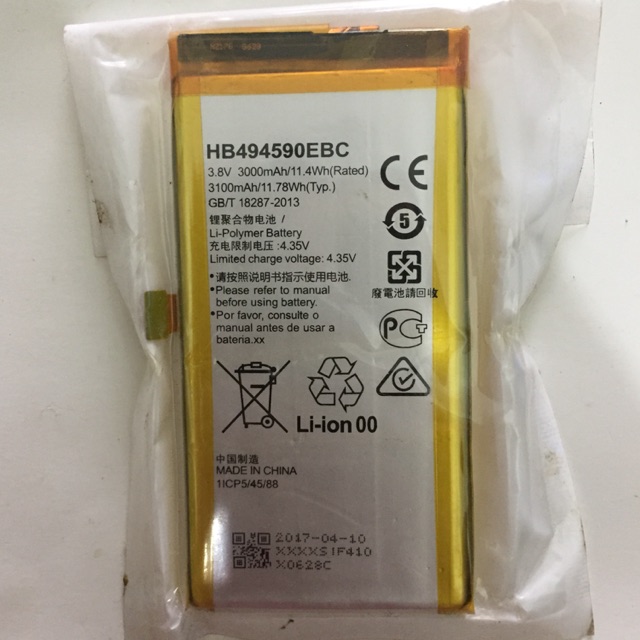 HB494590EBC
3.8V 3000mAh/11.4Wh(Rated)
3100mAh/11.78Wh(Typ.)
GB/T 18287-2013
锂聚合物电池 /
Li-Polymer Battery
充电限制电压:4.35V
Limited charge voltage: 4.35V
•请按照说明书指示使用电池.
•Please refer to manual
before using battery.
•Por favor, consulte o
manual antes de usar a
bateria.xx
CE
5
廢電池請回收
Li-ion 00
中国制造
MADE IN CHINA
1ICP5/45/88
2017-04-10
XXXXSIF410
X0628C